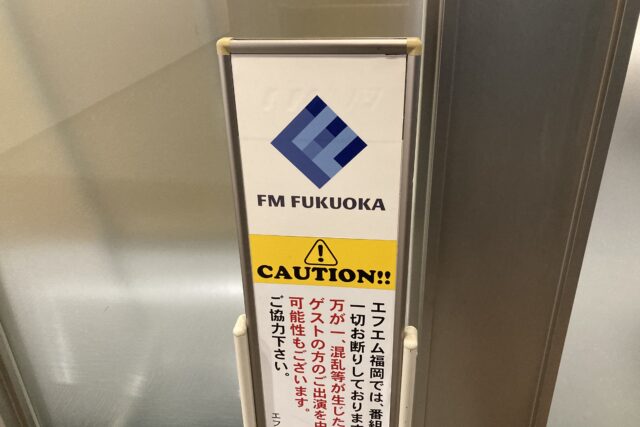 FM FUKUOKA
CAUTION!!
エフエム福岡では、番組
一切お断りしております
万が一、混乱等が生じた
ゲストの方のご出演を
可能性もございます。
ご協力下さい。
エフ